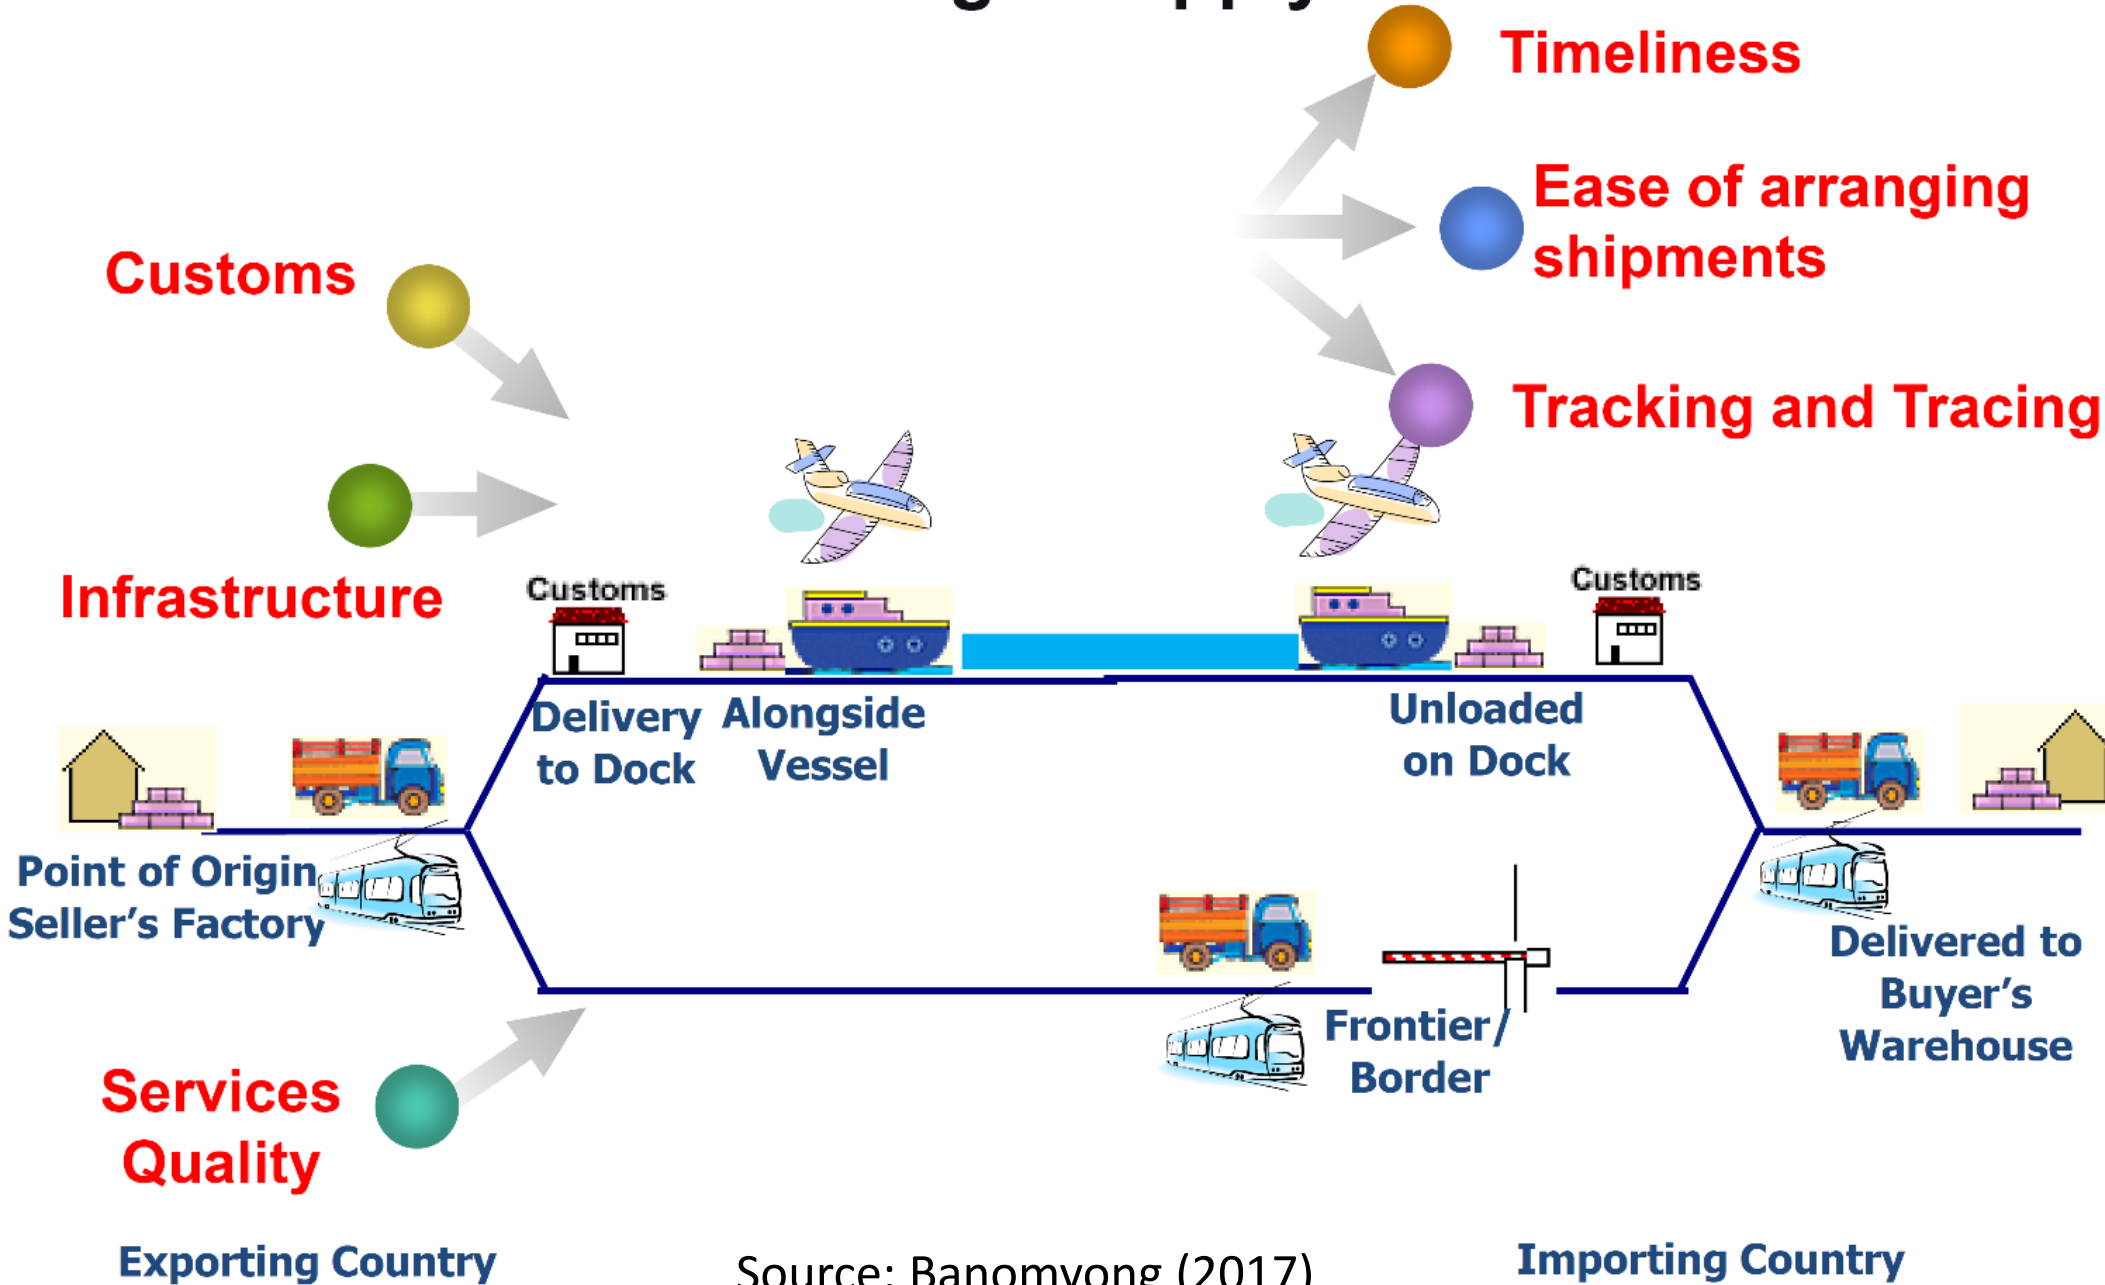 Timeliness
Ease of arranging
shipments
Customs
Tracking and Tracing
Infrastructure
Customs
Customs
Delivery
to Dock
Alongside
Vessel
Unloaded
on Dock
Point of Origin
Seller's Factory
Frontier/
Border
Delivered to
Buyer's
Warehouse
Services
Quality
Exporting Country
Source: Banomyong (2017)
Importing Country